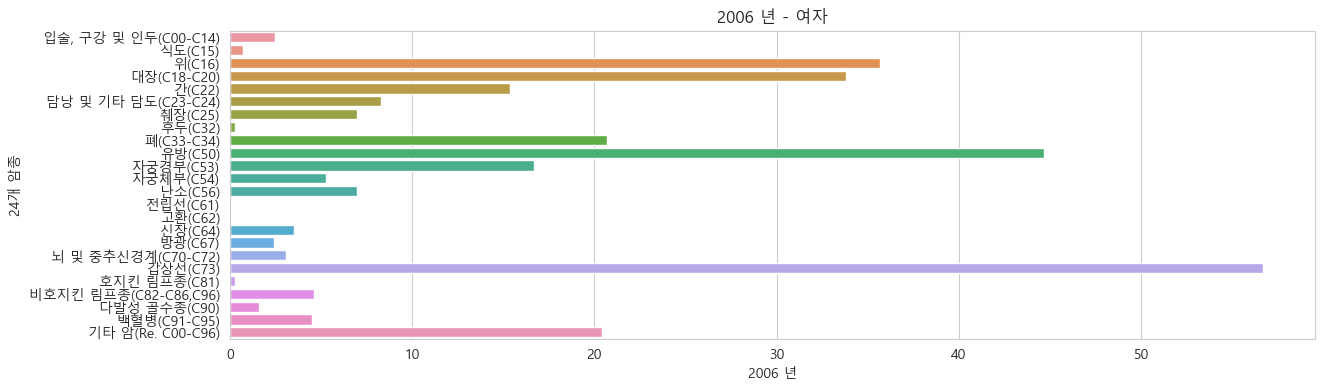 2006 년 - 여자
24개 암종
입술, 구강 및 인두(C00-C14)
식도(C15)
위(C16)
대장(C18-C20)
간(C22)
담낭 및 기타 담도(C23-C24)
췌장(C25)
후두(C32)
폐(C33-C34)
유방(C50)
자궁경부(C53)
자궁체부(C54)
난소(C56)
전립선(C61)
고환(C62)
신장(C64)
방광(C67)
뇌 및 중추신경계(C70-C72)
갑상선(C73)
호지킨 림프종(C81)
비호지킨 림프종(C82-C86,C96)
다발성 골수종(C90)
백혈병(C91-C95)
기타 암(Re. C00-C96)
0 10 20 30 40 50
2006 년